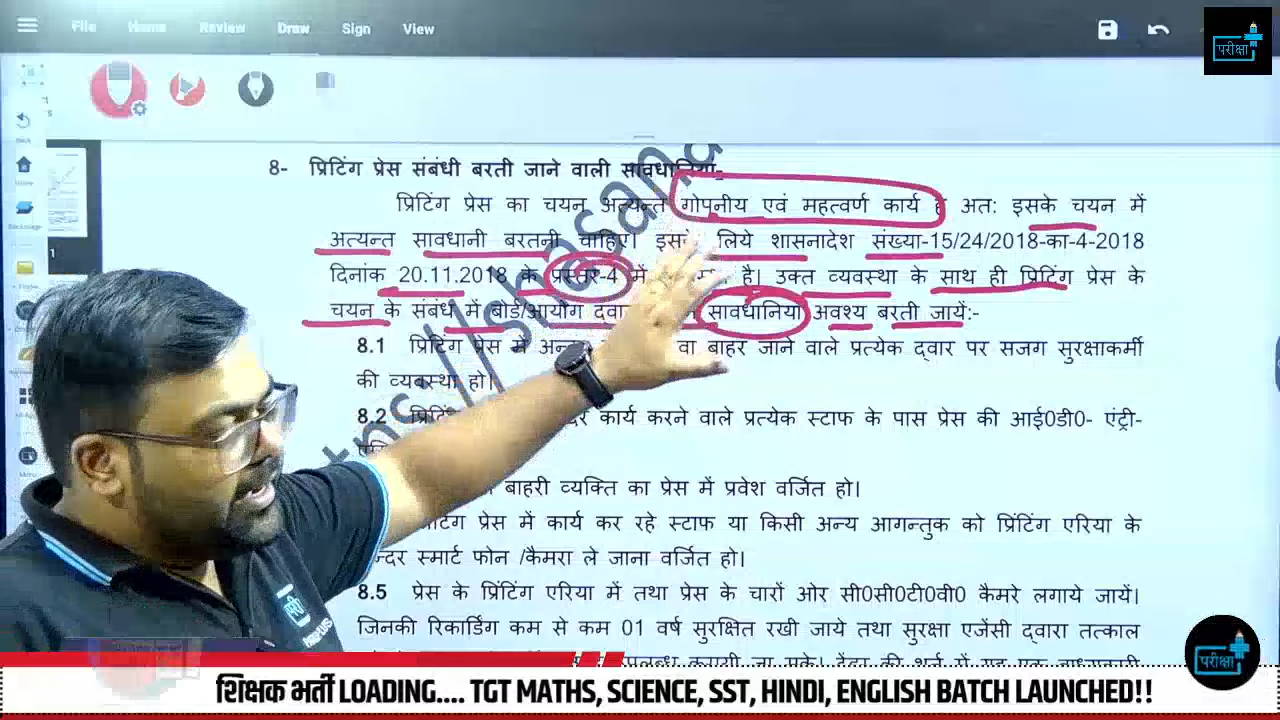 File Home Review Draw Sign View
परीक्षा
8- प्रिटिंग प्रेस संबंधी बरती जाने वाली सावधानियां-
प्रिटिंग प्रेस का चयन अत्यन्त गोपनीय एवं महत्वर्ण कार्य है अत: इसके चयन में
अत्यन्त सावधानी बरतनी चाहिए। इसके लिये शासनादेश संख्या-15/24/2018-का-4-2018
दिनांक 20.11.2018 के प्रस्तर-4 में है। उक्त व्यवस्था के साथ ही प्रिटिंग प्रेस के
चयन के संबंध में बोर्ड/आयोग सावधानियां अवश्य बरती जायें:-
8.1 प्रिटिंग प्रेस में बाहर जाने वाले प्रत्येक द्वार पर सजग सुरक्षाकर्मी
की व्यवस्था हो।
8.2 कार्य करने वाले प्रत्येक स्टाफ के पास प्रेस की आई0डी0- एंट्री-
बाहरी व्यक्ति का प्रेस में प्रवेश वर्जित हो।
प्रेस में कार्य कर रहे स्टाफ या किसी अन्य आगन्तुक को प्रिंटिंग एरिया के
स्मार्ट फोन /कैमरा ले जाना वर्जित हो।
8.5 प्रेस के प्रिंटिंग एरिया में तथा प्रेस के चारों ओर सी0सी0टी0वी0 कैमरे लगाये जायें।
जिनकी रिकार्डिंग कम से कम 01 वर्ष सुरक्षित रखी जाये तथा सुरक्षा एजेंसी द्वारा तत्काल
परीक्षा
शिक्षक भर्ती LOADING.... TGT MATHS, SCIENCE, SST, HINDI, ENGLISH BATCH LAUNCHED!!